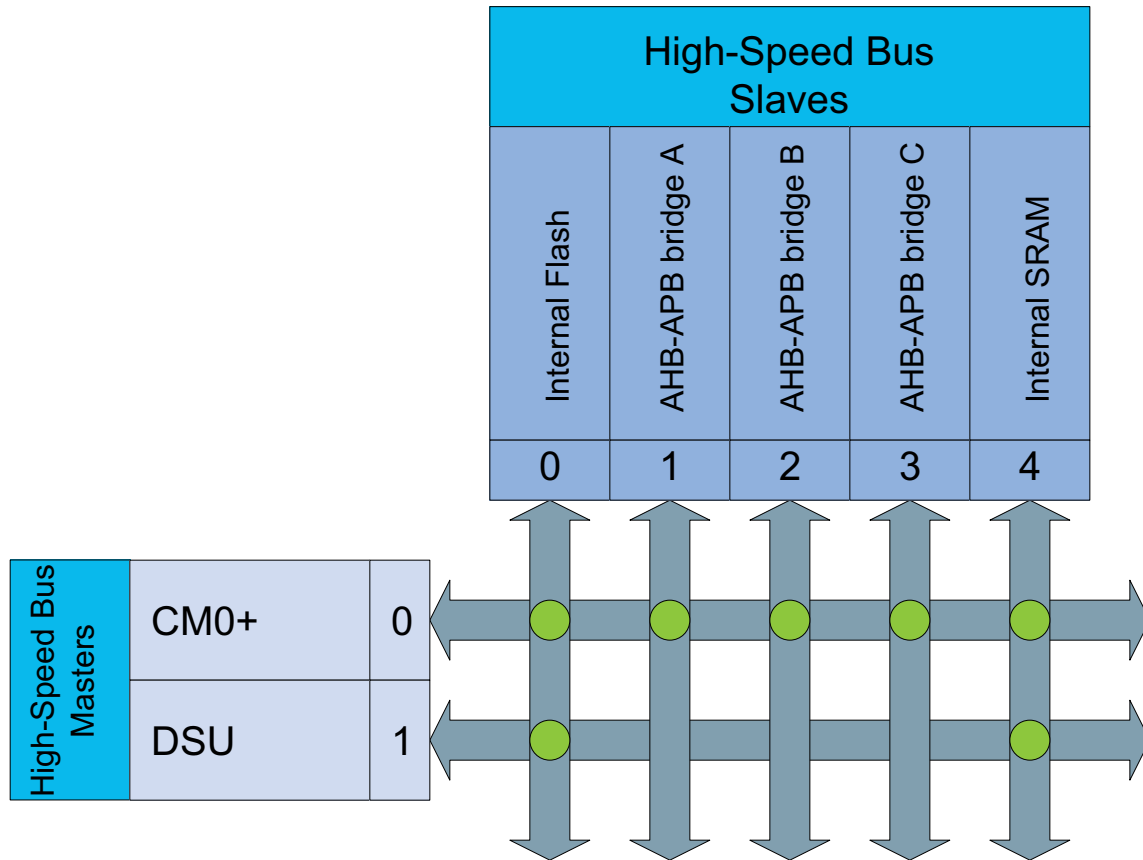 High-Speed Bus
Slaves
Internal Flash
AHB-APB bridge A
AHB-APB bridge B
AHB-APB bridge C
Internal SRAM
0
1
2
3
4
High-Speed Bus
Masters
CM0+
0
DSU
1